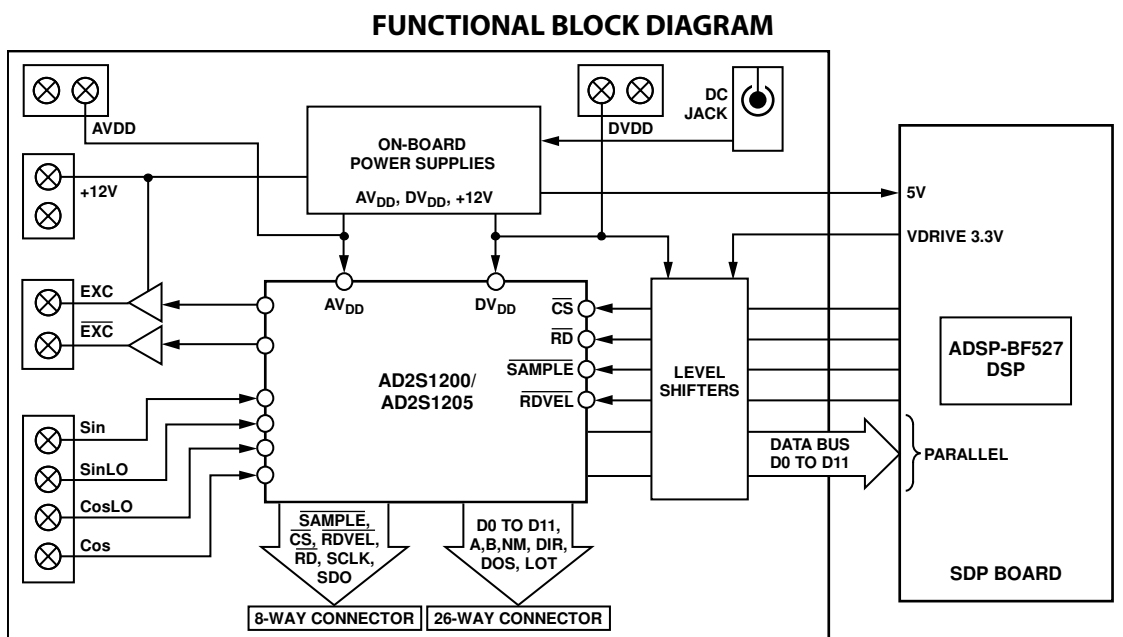 FUNCTIONAL BLOCK DIAGRAM
AVDD
DVDD
DC
JACK
ON-BOARD
POWER SUPPLIES
AVDD, DVDD, +12V
+12V
5V
VDRIVE 3.3V
EXC
EXC
AVDD
DVDD
CS
RD
SAMPLE
RDVEL
AD2S1200/
AD2S1205
LEVEL
SHIFTERS
ADSP-BF527
DSP
Sin
SinLO
CosLO
Cos
DATA BUS
D0 TO D11
PARALLEL
SAMPLE,
CS, RDVEL,
RD, SCLK,
SDO
D0 TO D11,
A,B,NM, DIR,
DOS, LOT
SDP BOARD
8-WAY CONNECTOR
26-WAY CONNECTOR